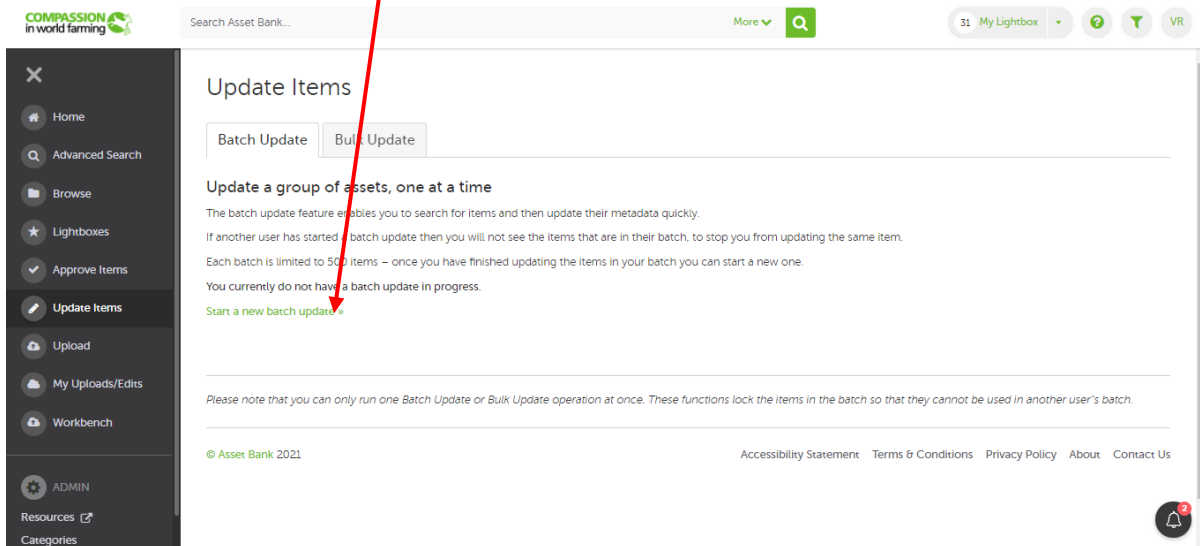 COMPASSION
in world farming
Search Asset Bank...
More
31 My Lightbox
VR
Home
Advanced Search
Browse
Lightboxes
Approve Items
Update Items
Upload
My Uploads/Edits
Workbench
ADMIN
Resources
Categories
Update Items
Batch Update Bulk Update
Update a group of assets, one at a time
The batch update feature enables you to search for items and then update their metadata quickly.
If another user has started a batch update then you will not see the items that are in their batch, to stop you from updating the same item.
Each batch is limited to 500 items – once you have finished updating the items in your batch you can start a new one.
You currently do not have a batch update in progress.
Start a new batch update »
Please note that you can only run one Batch Update or Bulk Update operation at once. These functions lock the items in the batch so that they cannot be used in another user's batch.
© Asset Bank 2021
Accessibility Statement Terms & Conditions Privacy Policy About Contact Us
2